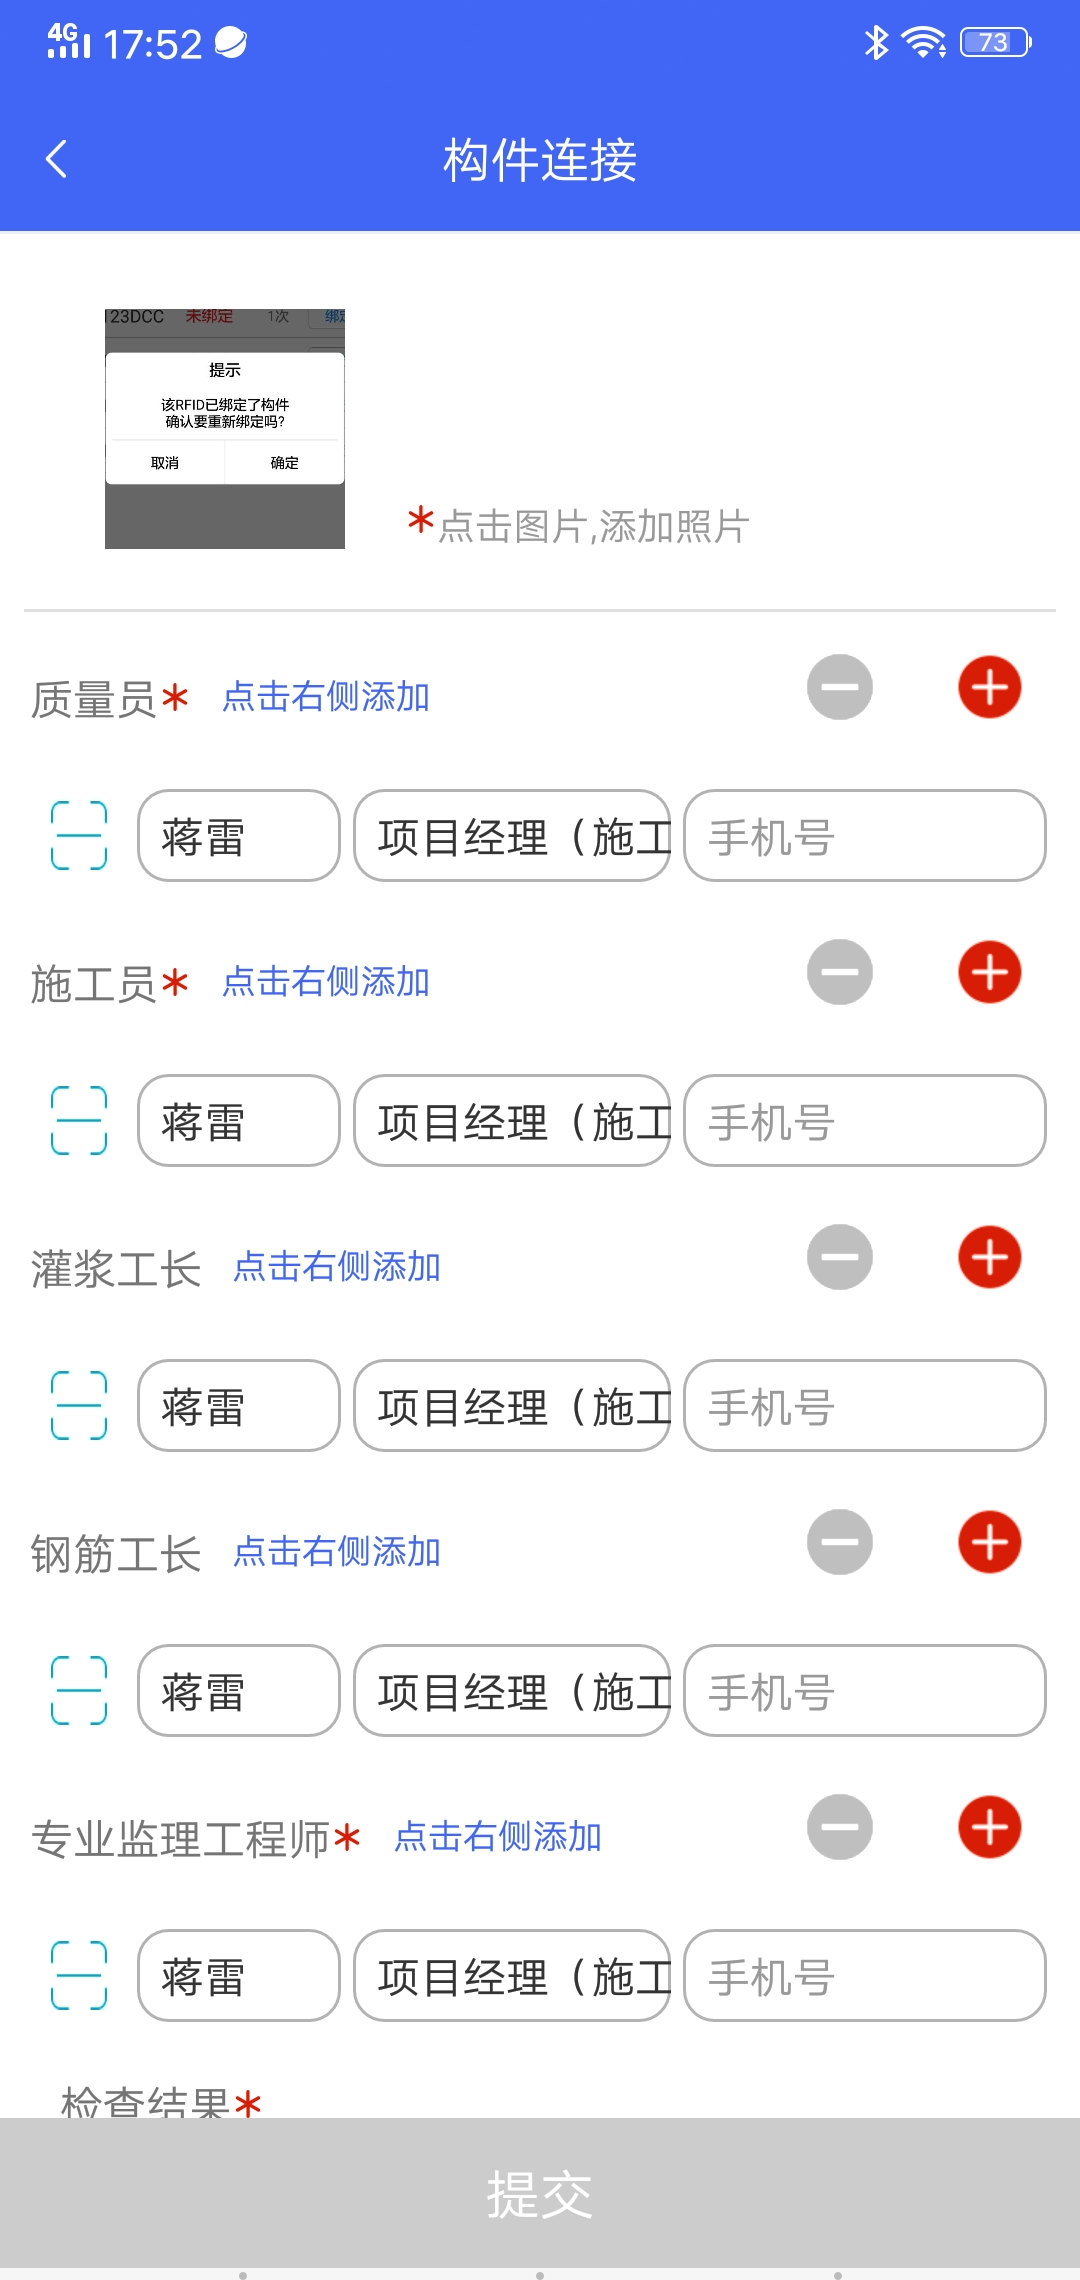 4G 17:52 73
构件连接
123DCC 未绑定 1次
提示
该RFID已绑定了构件
确认要重新绑定吗?
取消 确定
*点击图片,添加照片
质量员* 点击右侧添加
蒋雷 项目经理（施工 手机号
施工员* 点击右侧添加
蒋雷 项目经理（施工 手机号
灌浆工长 点击右侧添加
蒋雷 项目经理（施工 手机号
钢筋工长 点击右侧添加
蒋雷 项目经理（施工 手机号
专业监理工程师* 点击右侧添加
蒋雷 项目经理（施工 手机号
检查结果*
提交